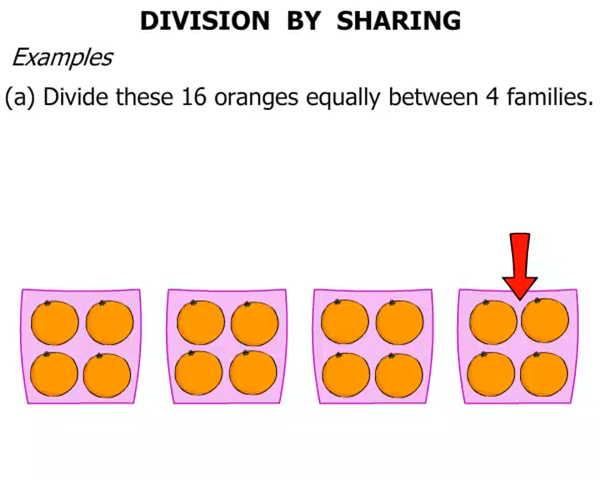 DIVISION BY SHARING
Examples
(a) Divide these 16 oranges equally between 4 families.